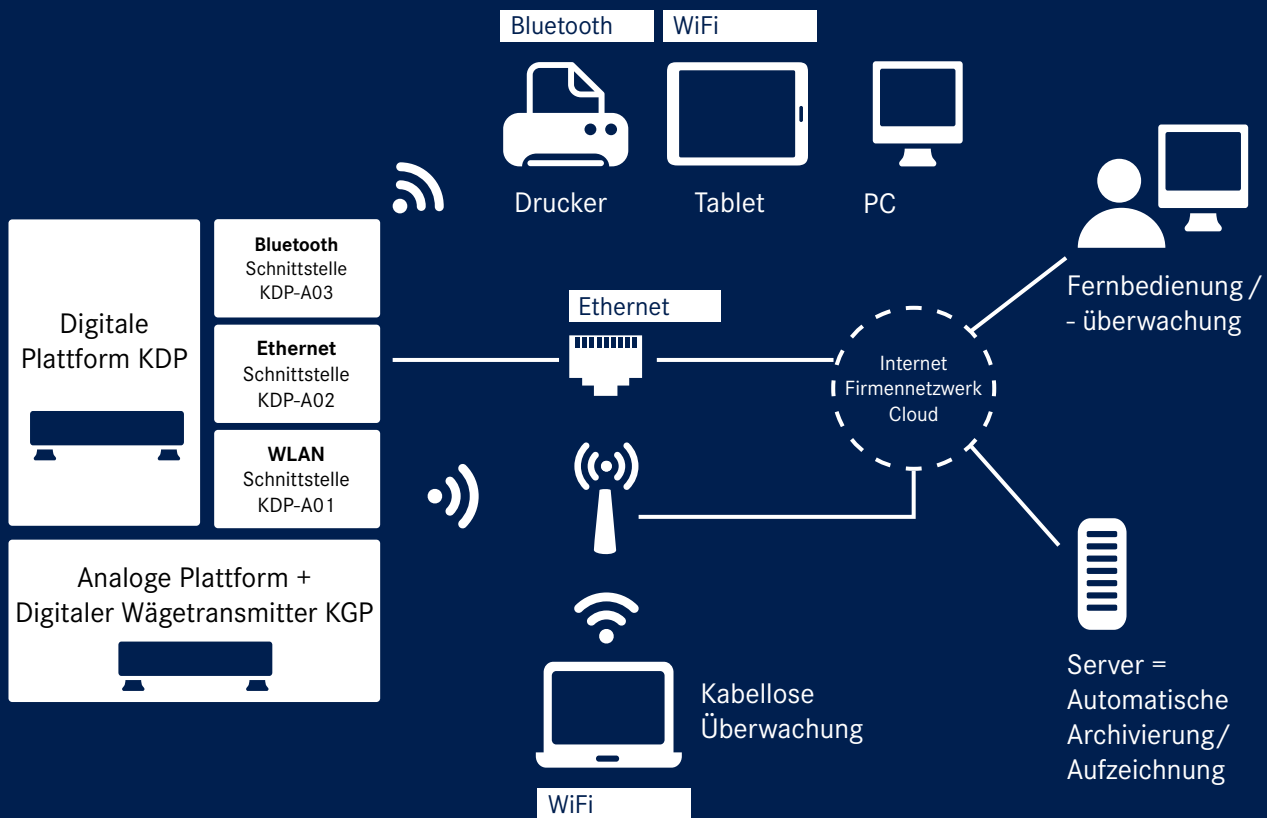 Bluetooth
WiFi
Drucker
Tablet
PC
Digitale
Plattform KDP
Bluetooth
Schnittstelle
KDP-A03
Ethernet
Schnittstelle
KDP-A02
WLAN
Schnittstelle
KDP-A01
Analoge Plattform +
Digitaler Wägetransmitter KGP
Ethernet
Internet
Firmennetzwerk
Cloud
Fernbedienung /
- überwachung
Kabellose
Überwachung
WiFi
Server =
Automatische
Archivierung/
Aufzeichnung